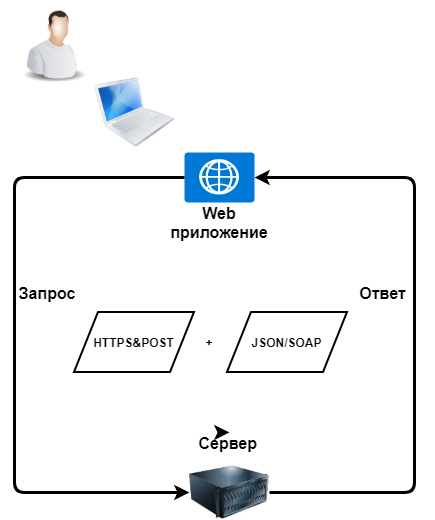 Web
приложение
Запрос
Ответ
HTTPS&POST
+
JSON/SOAP
Сервер